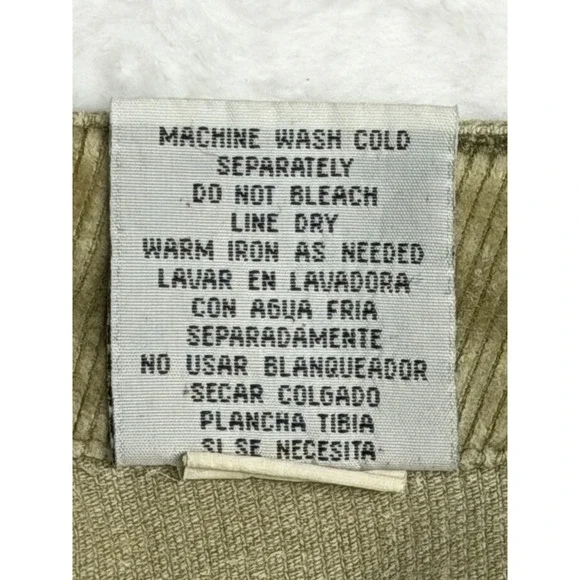 MACHINE WASH COLD
SEPARATELY
DO NOT BLEACH
LINE DRY
WARM IRON AS NEEDED
LAVAR EN LAVADORA
CON AGUA FRIA
SEPARADAMENTE
NO USAR BLANQUEADOR
SECAR COLGADO
PLANCHA TIBIA
SI SE NECESITA